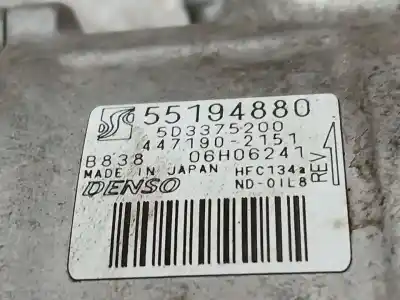 55194880
5D3375200
447190-2151
B838 06H06241
MADE IN JAPAN HFC134a
DENSO ND-OIL8
REV